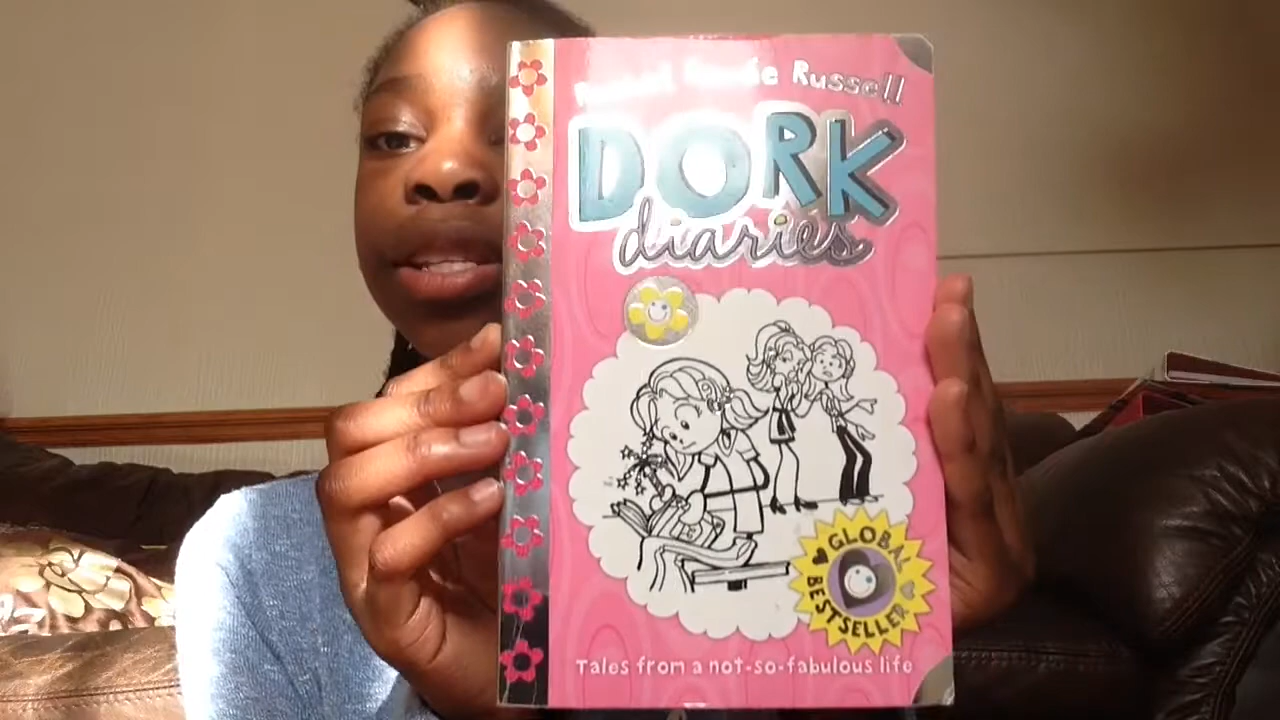 Russell
DORK
diaries
GLOBAL
BESTSELLER
Tales from a not-so-fabulous life